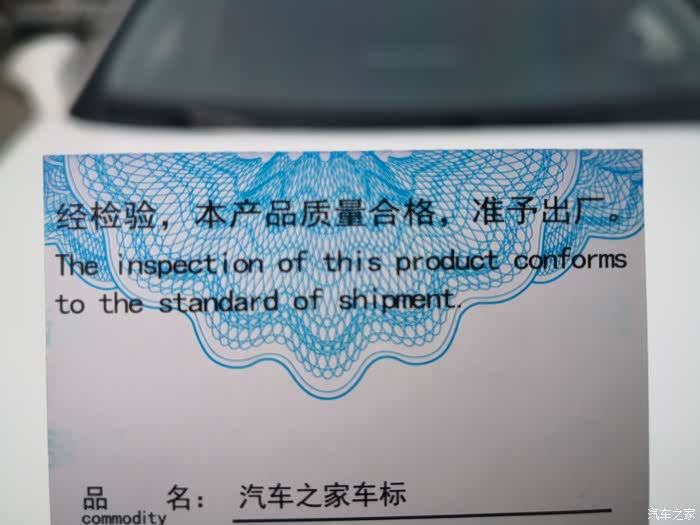 经检验，本产品质量合格，准予出厂。
The inspection of this product conforms
to the standard of shipment.
品 名： 汽车之家车标
commodity
汽车之家